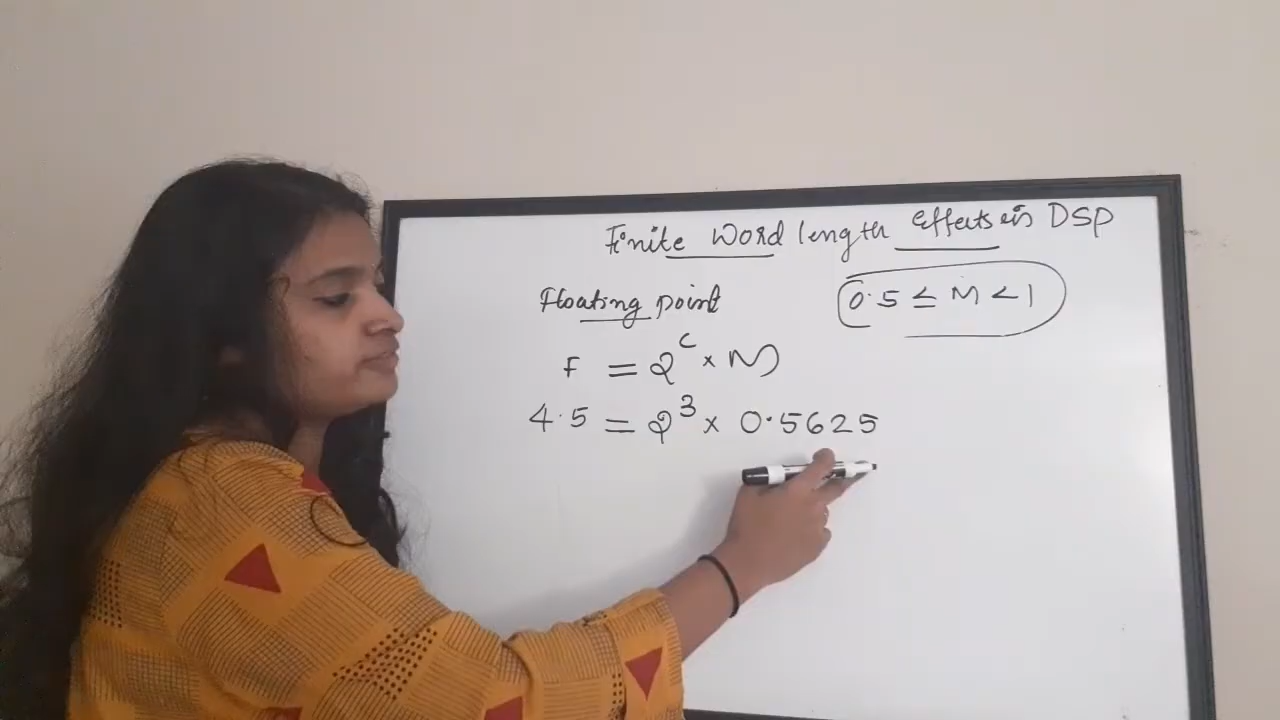 Finite Word length Effects in DSP
Floating point
0.5 ≤ M < 1
F = 2^C × M
4.5 = 2^3 × 0.5625